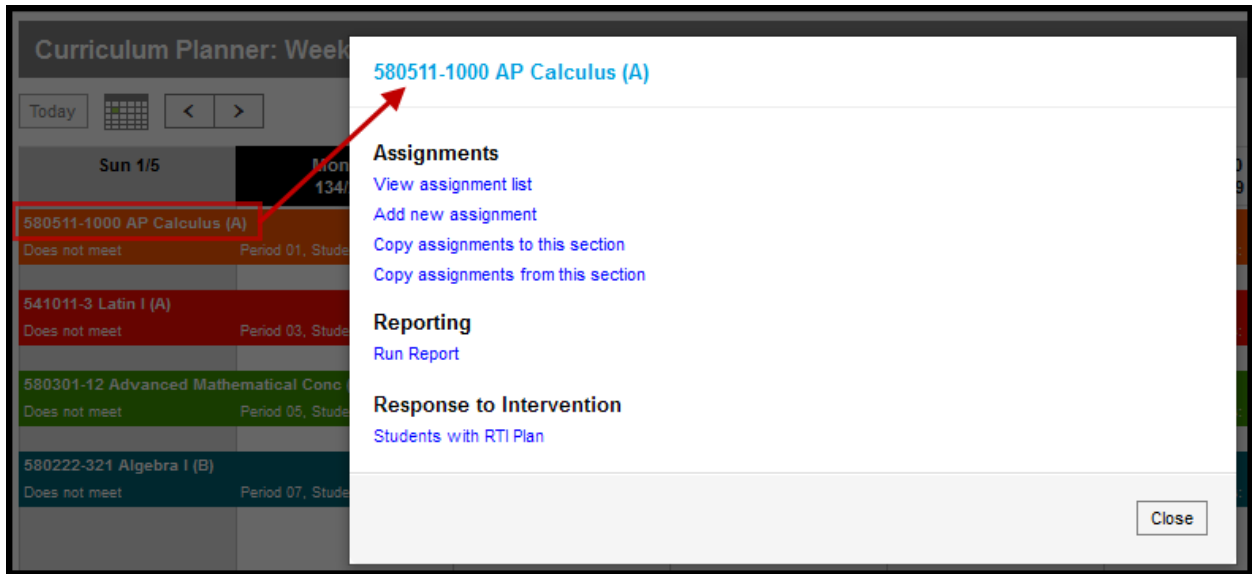 Curriculum Planner: Week
Today
< >
Sun 1/5
Mon
134/
580511-1000 AP Calculus (A)
Does not meet
Period 01, Stude
541011-3 Latin I (A)
Does not meet
Period 03, Stude
580301-12 Advanced Mathematical Conc (
Does not meet
Period 05, Stude
580222-321 Algebra I (B)
Does not meet
Period 07, Stude
580511-1000 AP Calculus (A)
Assignments
View assignment list
Add new assignment
Copy assignments to this section
Copy assignments from this section
Reporting
Run Report
Response to Intervention
Students with RTI Plan
Close